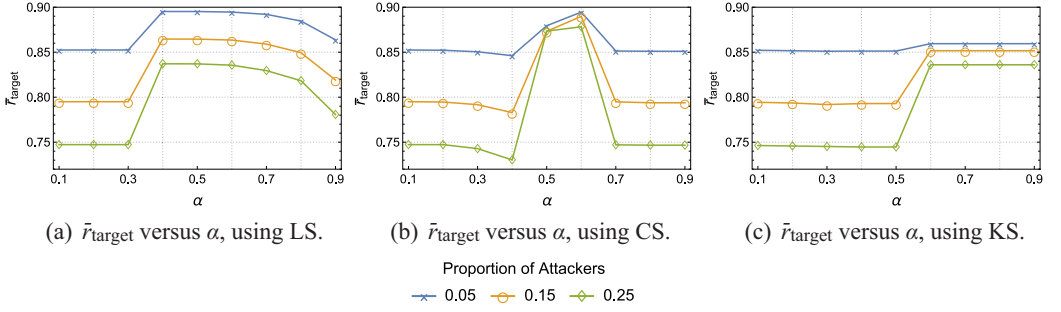 0.90
0.85
0.80
0.75
r̄target
0.1 0.3 0.5 0.7 0.9
α
(a) r̄target versus α, using LS.
0.90
0.85
0.80
0.75
r̄target
0.1 0.3 0.5 0.7 0.9
α
(b) r̄target versus α, using CS.
0.90
0.85
0.80
0.75
r̄target
0.1 0.3 0.5 0.7 0.9
α
(c) r̄target versus α, using KS.
Proportion of Attackers
0.05 0.15 0.25